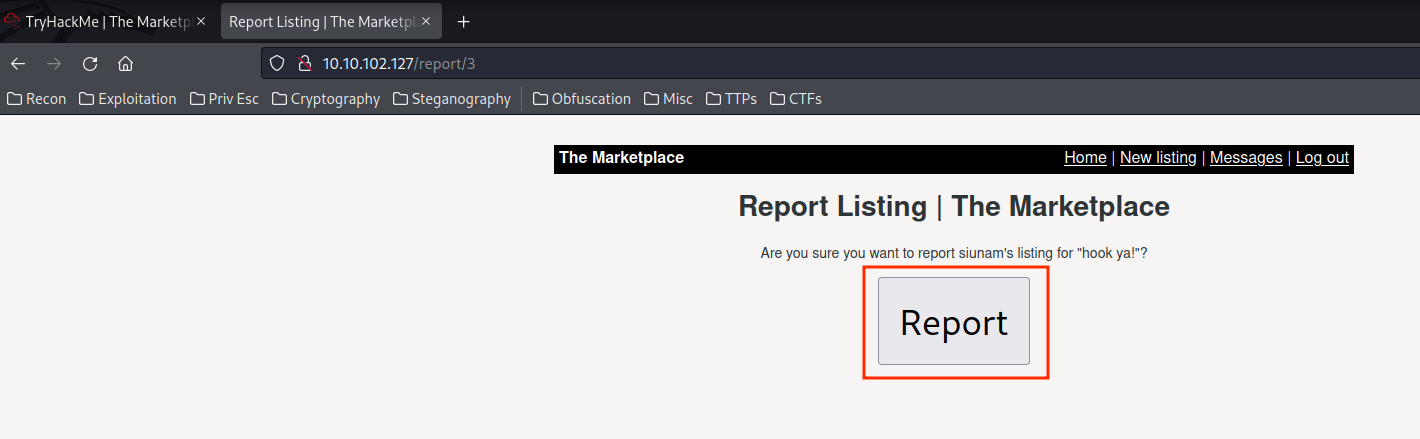 TryHackMe | The Marketpl
Report Listing | The Marketpla
10.10.102.127/report/3
Recon Exploitation Priv Esc Cryptography Steganography Obfuscation Misc TTPs CTFs
The Marketplace Home | New listing | Messages | Log out
Report Listing | The Marketplace
Are you sure you want to report siunam's listing for "hook ya!"?
Report